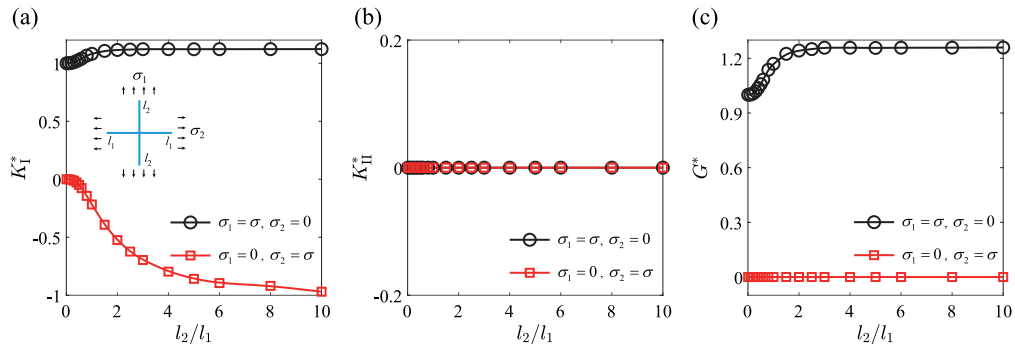 (a)
1
0.5
0
-0.5
-1
K*I
0 2 4 6 8 10
l2/l1
σ1
l2
l1 l1
σ2
l2
σ1 = σ, σ2 = 0
σ1 = 0, σ2 = σ
(b)
0.2
0
-0.2
K*II
0 2 4 6 8 10
l2/l1
σ1 = σ, σ2 = 0
σ1 = 0, σ2 = σ
(c)
1.2
0.9
0.6
0.3
0
G*
0 2 4 6 8 10
l2/l1
σ1 = σ, σ2 = 0
σ1 = 0, σ2 = σ